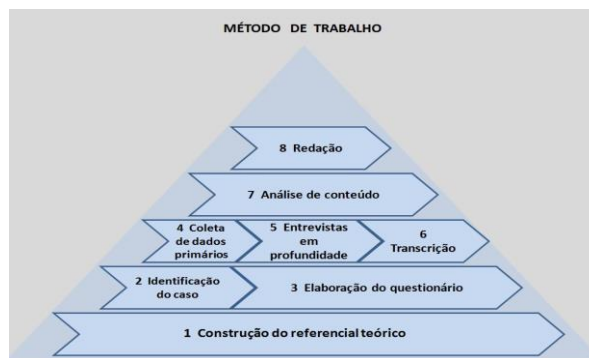 MÉTODO DE TRABALHO
8 Redação
7 Análise de conteúdo
4 Coleta
de dados
primários
5 Entrevistas
em
profundidade
6
Transcrição
2 Identificação
do caso
3 Elaboração do questionário
1 Construção do referencial teórico